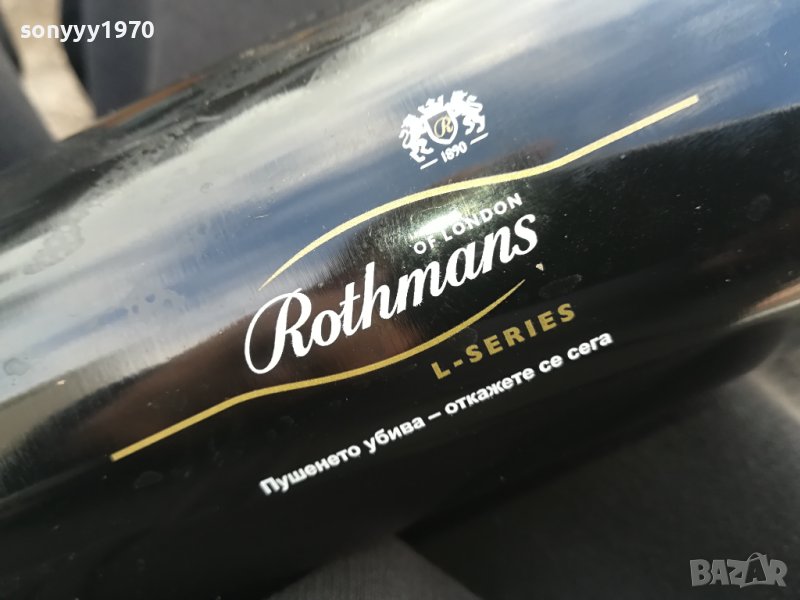 sonyyy1970
R
1890
OF LONDON
Rothmans
L-SERIES
Пушенето убива – откажете се сега
BAZAR